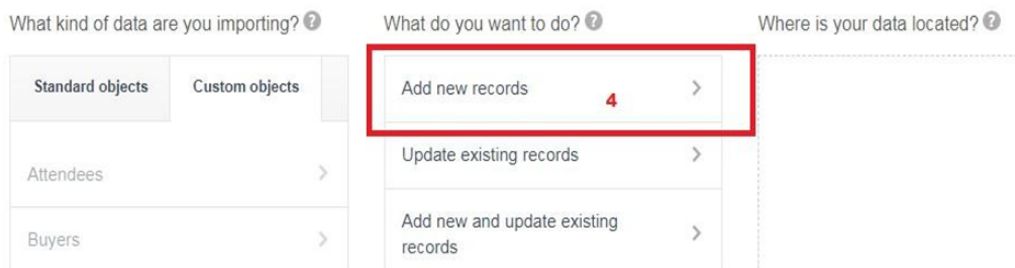 What kind of data are you importing? ?
What do you want to do? ?
Where is your data located? ?
Standard objects
Custom objects
Attendees
Buyers
Add new records
4
Update existing records
Add new and update existing
records